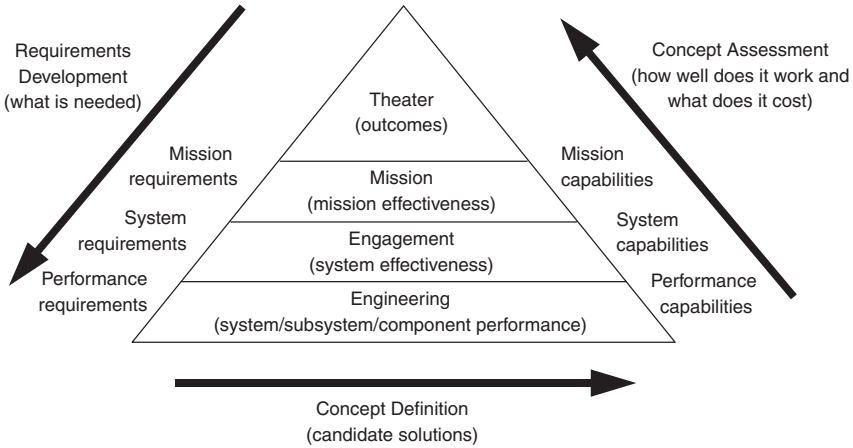 Requirements
Development
(what is needed)
Concept Assessment
(how well does it work and
what does it cost)
Theater
(outcomes)
Mission
requirements
Mission
capabilities
Mission
(mission effectiveness)
System
requirements
System
capabilities
Engagement
(system effectiveness)
Performance
requirements
Performance
capabilities
Engineering
(system/subsystem/component performance)
Concept Definition
(candidate solutions)